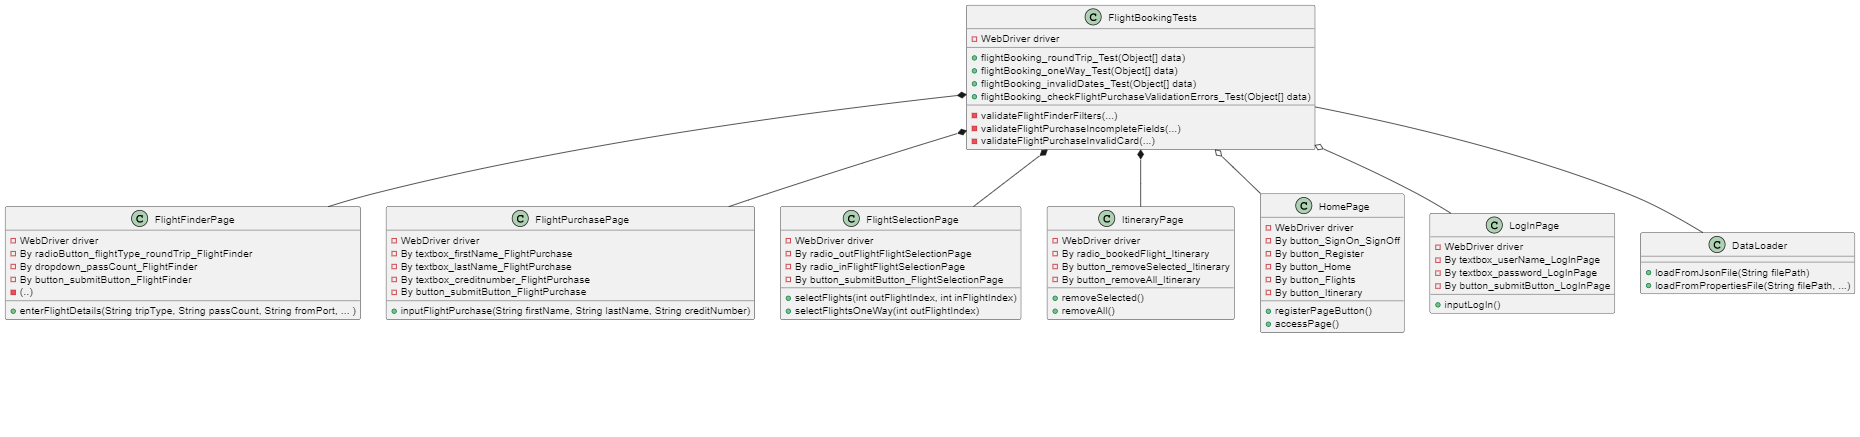 C FlightBookingTests
WebDriver driver
flightBooking_roundTrip_Test(Object[] data)
flightBooking_oneWay_Test(Object[] data)
flightBooking_invalidDates_Test(Object[] data)
flightBooking_checkFlightPurchaseValidationErrors_Test(Object[] data)
validateFlightFinderFilters(...)
validateFlightPurchaseIncompleteFields(...)
validateFlightPurchaseInvalidCard(...)
C FlightFinderPage
WebDriver driver
By radioButton_flightType_roundTrip_FlightFinder
By dropdown_passCount_FlightFinder
By button_submitButton_FlightFinder
(..)
enterFlightDetails(String tripType, String passCount, String fromPort, ... )
C FlightPurchasePage
WebDriver driver
By textbox_firstName_FlightPurchase
By textbox_lastName_FlightPurchase
By textbox_creditnumber_FlightPurchase
By button_submitButton_FlightPurchase
inputFlightPurchase(String firstName, String lastName, String creditNumber)
C FlightSelectionPage
WebDriver driver
By radio_outFlightFlightSelectionPage
By radio_inFlightFlightSelectionPage
By button_submitButton_FlightSelectionPage
selectFlights(int outFlightIndex, int inFlightIndex)
selectFlightsOneWay(int outFlightIndex)
C ItineraryPage
WebDriver driver
By radio_bookedFlight_Itinerary
By button_removeSelected_Itinerary
By button_removeAll_Itinerary
removeSelected()
removeAll()
C HomePage
WebDriver driver
By button_SignOn_SignOff
By button_Register
By button_Home
By button_Flights
By button_Itinerary
registerPageButton()
accessPage()
C LogInPage
WebDriver driver
By textbox_userName_LogInPage
By textbox_password_LogInPage
By button_submitButton_LogInPage
inputLogIn()
C DataLoader
loadFromJsonFile(String filePath)
loadFromPropertiesFile(String filePath, ...)